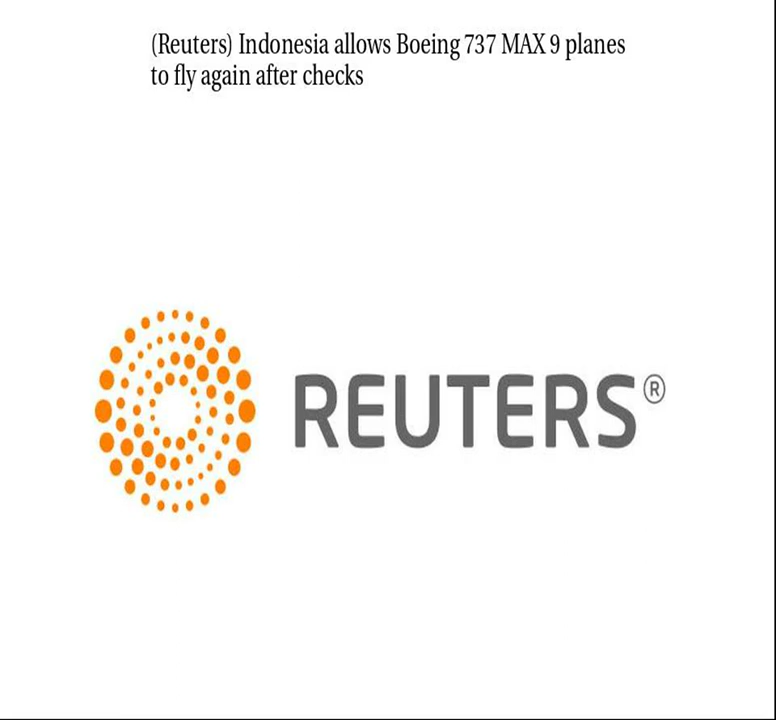 (Reuters) Indonesia allows Boeing 737 MAX 9 planes
to fly again after checks
REUTERS®